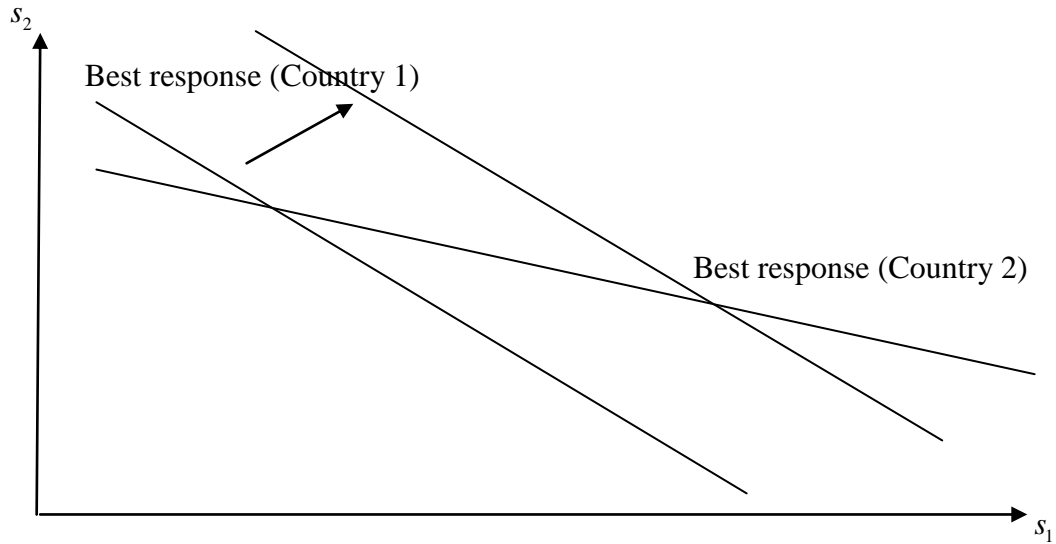 s₂
Best response (Country 1)
Best response (Country 2)
s₁